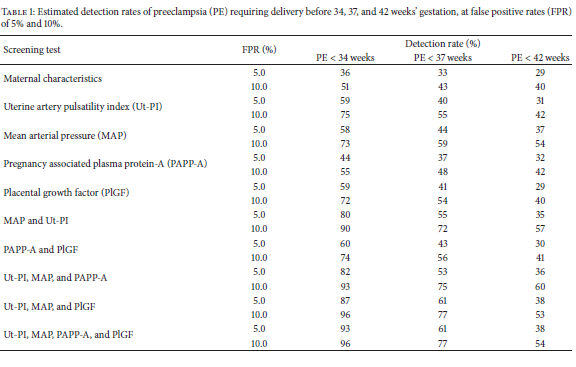 TABLE 1: Estimated detection rates of preeclampsia (PE) requiring delivery before 34, 37, and 42 weeks' gestation, at false positive rates (FPR)
of 5% and 10%.
Screening test FPR (%) Detection rate (%)
PE < 34 weeks PE < 37 weeks PE < 42 weeks
Maternal characteristics 5.0 36 33 29
10.0 51 43 40
Uterine artery pulsatility index (Ut-PI) 5.0 59 40 31
10.0 75 55 42
Mean arterial pressure (MAP) 5.0 58 44 37
10.0 73 59 54
Pregnancy associated plasma protein-A (PAPP-A) 5.0 44 37 32
10.0 55 48 42
Placental growth factor (PlGF) 5.0 59 41 29
10.0 72 54 40
MAP and Ut-PI 5.0 80 55 35
10.0 90 72 57
PAPP-A and PlGF 5.0 60 43 30
10.0 74 56 41
Ut-PI, MAP, and PAPP-A 5.0 82 53 36
10.0 93 75 60
Ut-PI, MAP, and PlGF 5.0 87 61 38
10.0 96 77 53
Ut-PI, MAP, PAPP-A, and PlGF 5.0 93 61 38
10.0 96 77 54